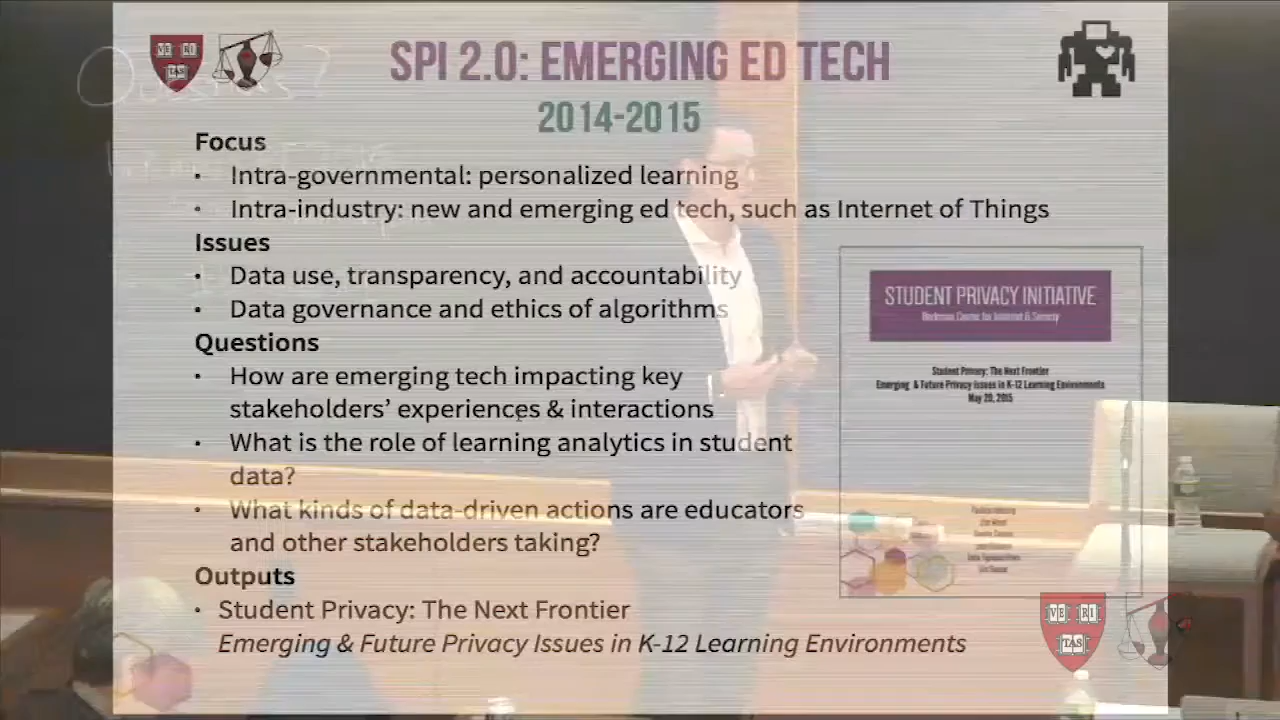 VE RI
TAS
SPI 2.0: EMERGING ED TECH
2014-2015
Focus
• Intra-governmental: personalized learning
• Intra-industry: new and emerging ed tech, such as Internet of Things
Issues
• Data use, transparency, and accountability
• Data governance and ethics of algorithms
Questions
• How are emerging tech impacting key
stakeholders’ experiences & interactions
• What is the role of learning analytics in student
data?
• What kinds of data-driven actions are educators
and other stakeholders taking?
Outputs
• Student Privacy: The Next Frontier
Emerging & Future Privacy Issues in K-12 Learning Environments
STUDENT PRIVACY INITIATIVE
Berkman Center for Internet & Society
Student Privacy: The Next Frontier
Emerging & Future Privacy Issues in K-12 Learning Environments
May 20, 2015
VE RI
TAS